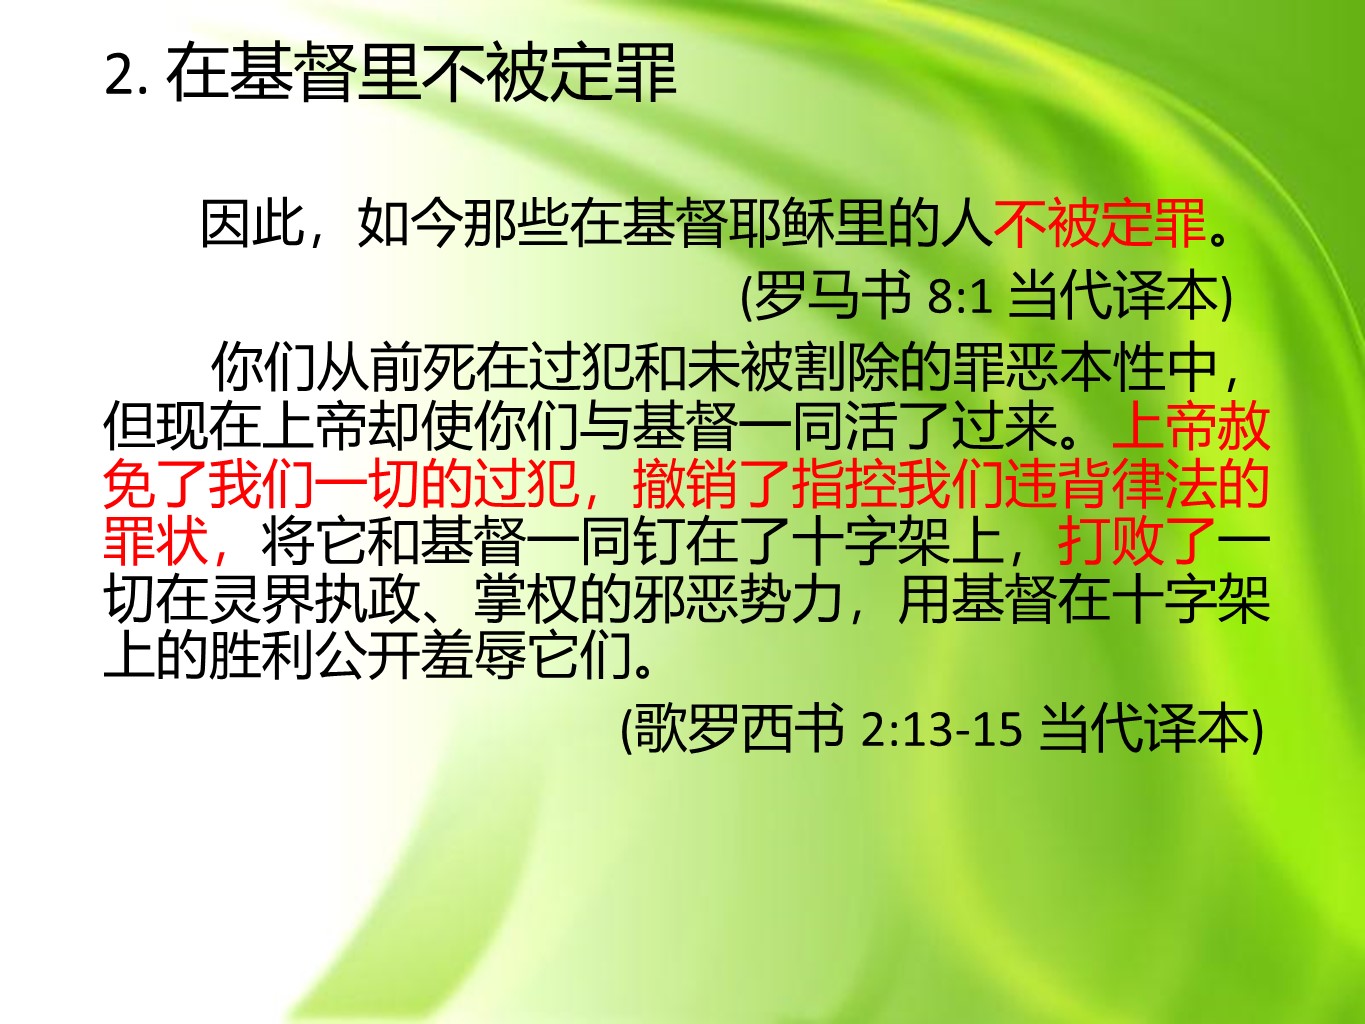 2. 在基督里不被定罪
因此，如今那些在基督耶稣里的人不被定罪。
(罗马书 8:1 当代译本)
你们从前死在过犯和未被割除的罪恶本性中，
但现在上帝却使你们与基督一同活了过来。上帝赦
免了我们一切的过犯，撤销了指控我们违背律法的
罪状，将它和基督一同钉在了十字架上，打败了一
切在灵界执政、掌权的邪恶势力，用基督在十字架
上的胜利公开羞辱它们。
(歌罗西书 2:13-15 当代译本)